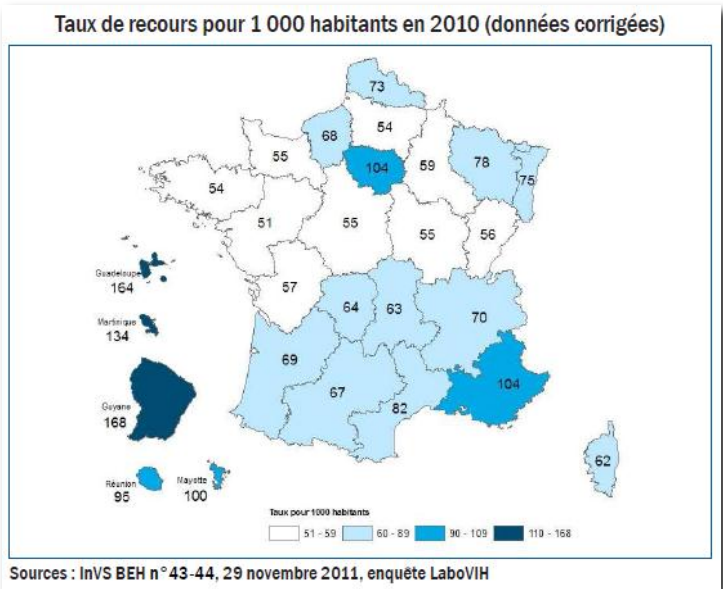 Taux de recours pour 1 000 habitants en 2010 (données corrigées)
73
54
68
104
59
78
75
55
54
51
55
55
56
57
Guadeloupe
164
Martinique
134
Guyane
168
Réunion
95
Mayotte
100
64
63
70
69
67
82
104
62
Taux pour 1000 habitants
51 - 59
60 - 89
90 - 109
110 - 168
Sources : InVS BEH n°43-44, 29 novembre 2011, enquête LaboVIH